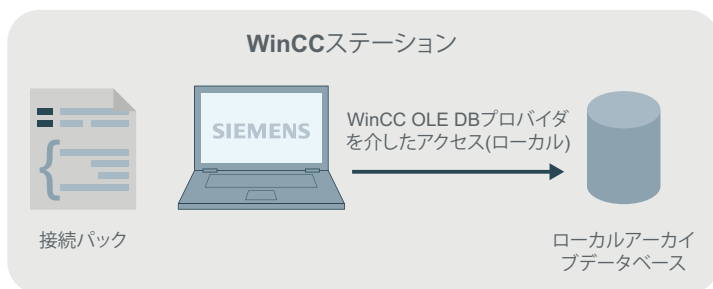 WinCCステーション
SIEMENS
WinCC OLE DBプロバイダ
を介したアクセス(ローカル)
接続パック
ローカルアーカイ
ブデータベース